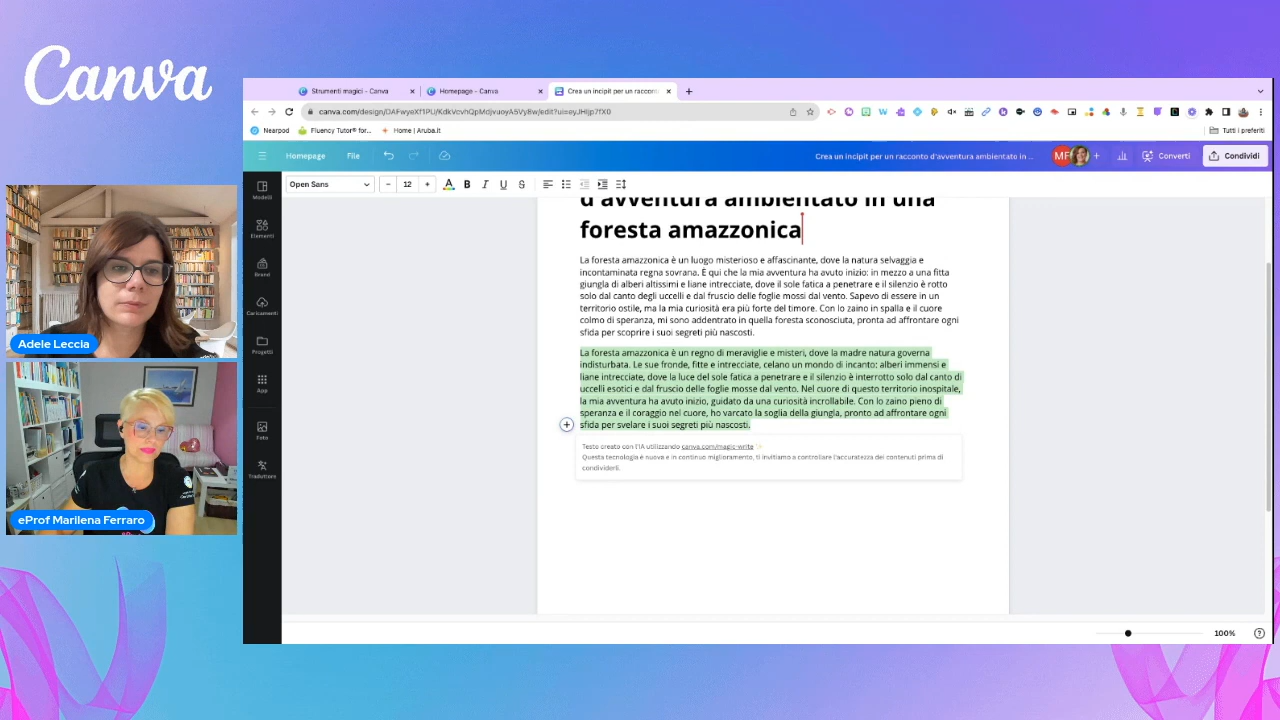 Canva
Strumenti magici - Canva
Homepage - Canva
Crea un incipit per un racconto
canva.com/design/
Nearpod
Fluency Tutor® for...
Home | Aruba.it
Tutti i preferiti
Homepage
File
Crea un incipit per un racconto d'avventura ambientato in ...
MF
Converti
Condividi
Open Sans
12
Modelli
Elementi
Brand
Caricamenti
Progetti
App
Foto
Traduttore
d'avventura ambientato in una
foresta amazzonica
La foresta amazzonica è un luogo misterioso e affascinante, dove la natura selvaggia e
incontaminata regna sovrana. È qui che la mia avventura ha avuto inizio: in mezzo a una fitta
giungla di alberi altissimi e liane intrecciate, dove il sole fatica a penetrare e il silenzio è rotto
solo dal canto degli uccelli e dal fruscio delle foglie mossi dal vento. Sapevo di essere in un
territorio ostile, ma la mia curiosità era più forte del timore. Con lo zaino in spalla e il cuore
colmo di speranza, mi sono addentrato in quella foresta sconosciuta, pronta ad affrontare ogni
sfida per scoprire i suoi segreti più nascosti.
La foresta amazzonica è un regno di meraviglie e misteri, dove la madre natura governa
indisturbata. Le sue fronde, fitte e intrecciate, celano un mondo di incanto: alberi immensi e
liane intrecciate, dove la luce del sole fatica a penetrare e il silenzio è interrotto solo dal canto di
uccelli esotici e dal fruscio delle foglie mosse dal vento. Nel cuore di questo territorio inospitale,
la mia avventura ha avuto inizio, guidato da una curiosità incrollabile. Con lo zaino pieno di
speranza e il coraggio nel cuore, ho varcato la soglia della giungla, pronto ad affrontare ogni
sfida per svelare i suoi segreti più nascosti.
Testo creato con l'IA utilizzando canva.com/magic-write
Questa tecnologia è nuova e in continuo miglioramento, ti invitiamo a controllare l'accuratezza dei contenuti prima di
condividerli.
100%
Adele Leccia
eProf Marilena Ferraro